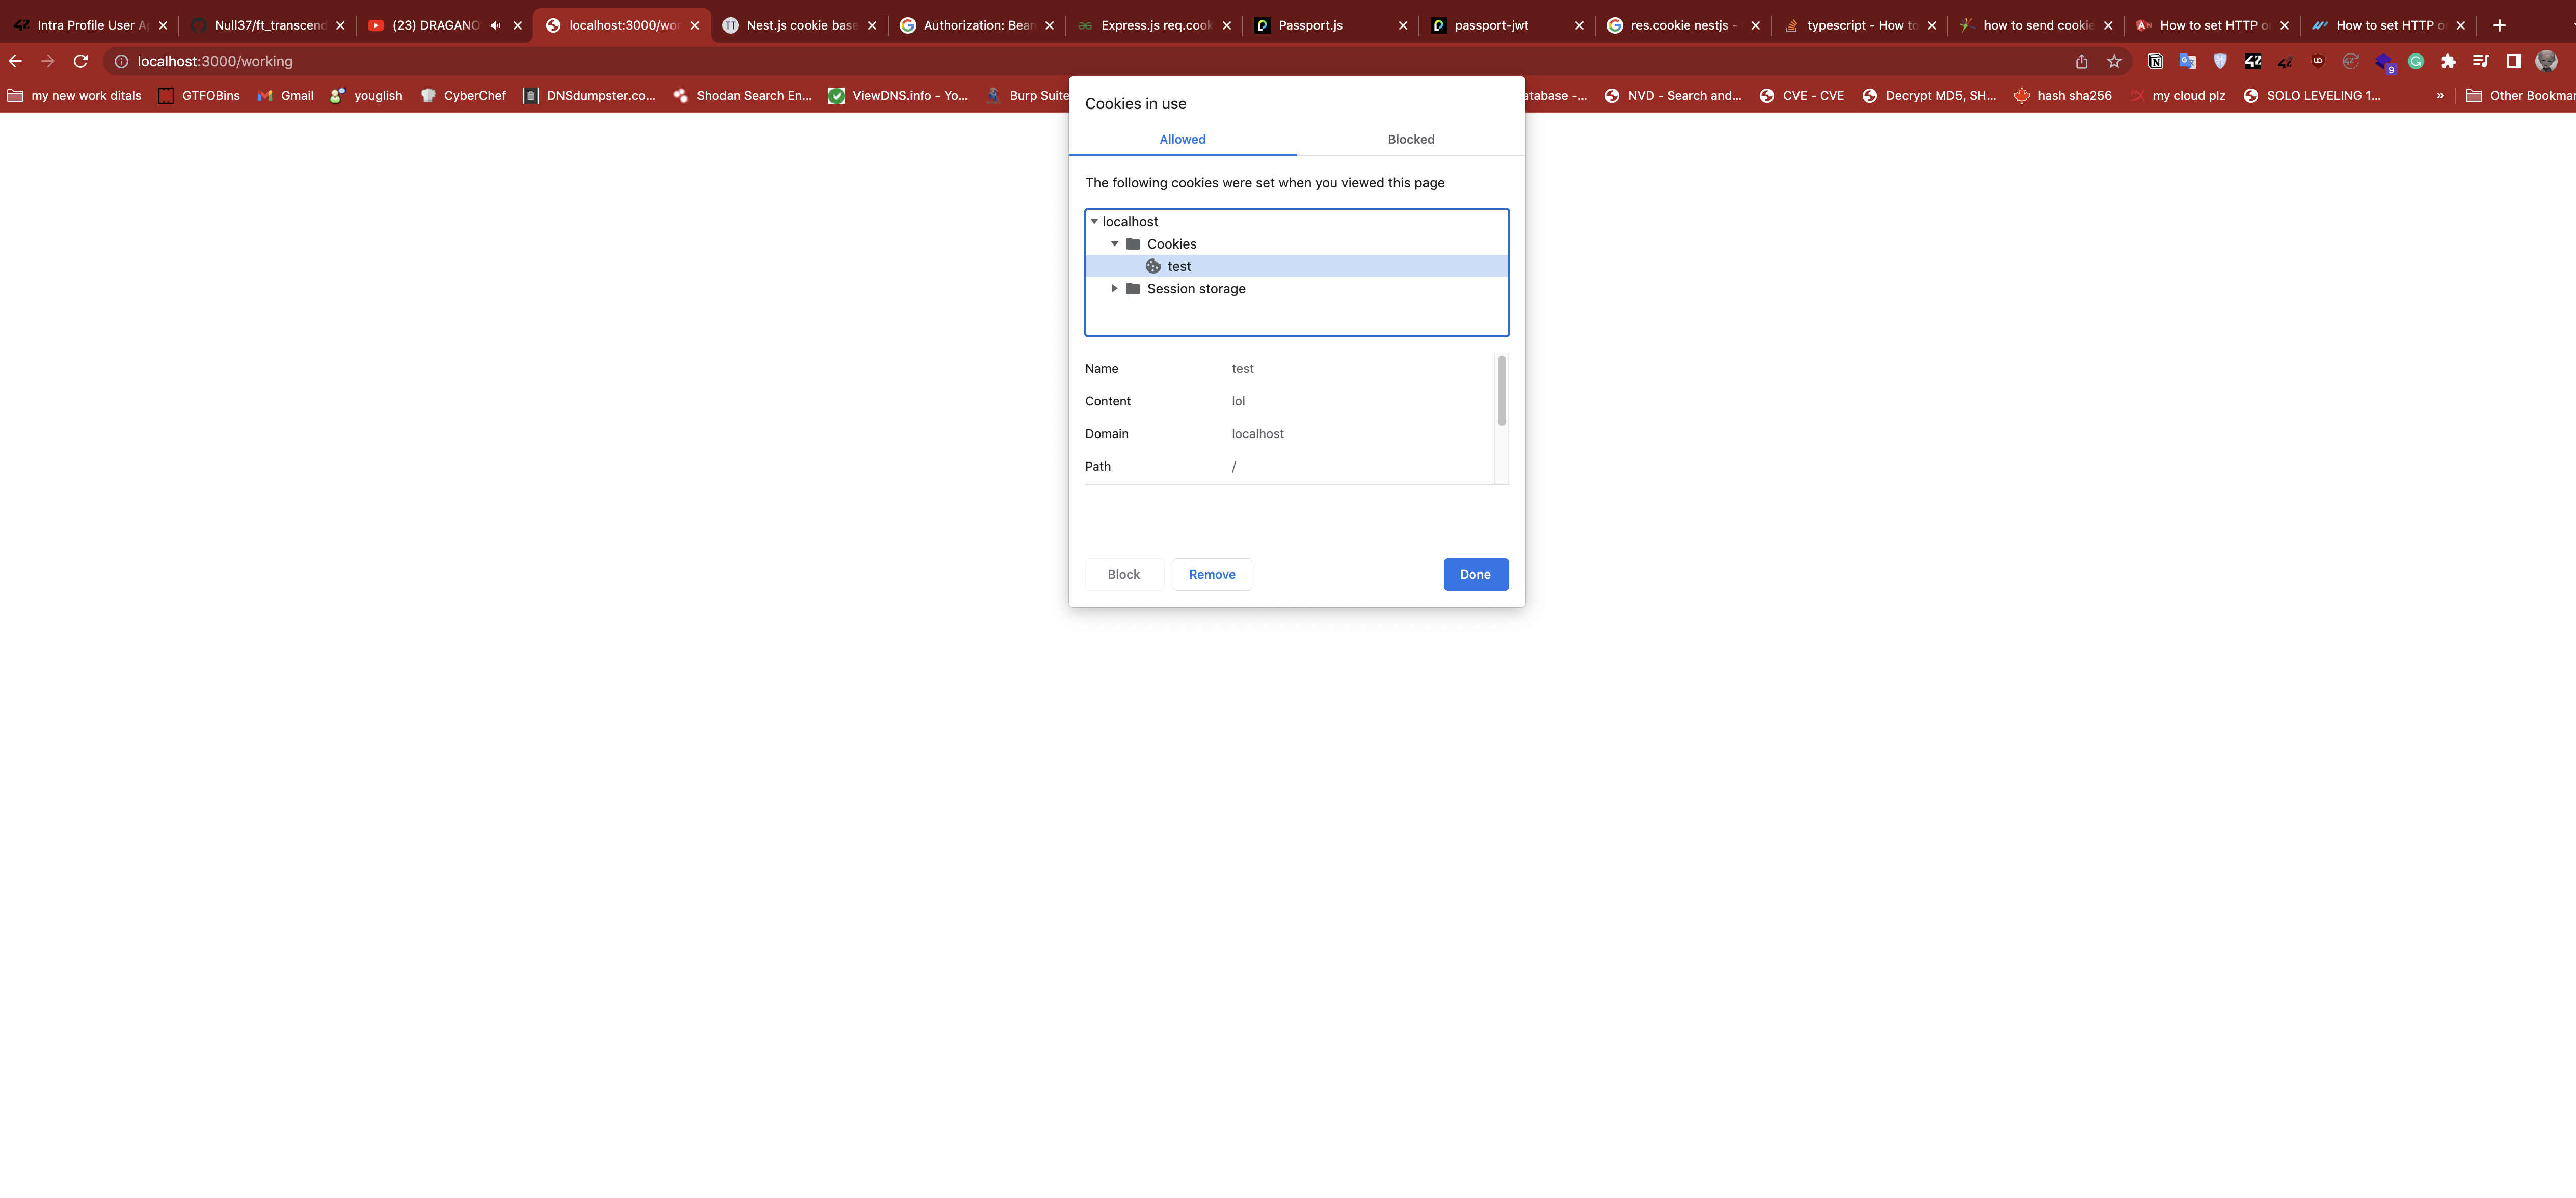 Intra Profile User A
Null37/ft_transcend
(23) DRAGANO
localhost:3000/wor
Nest.js cookie base
Authorization: Bear
Express.js req.cook
Passport.js
passport-jwt
res.cookie nestjs -
typescript - How to
how to send cookie
How to set HTTP o
How to set HTTP o
localhost:3000/working
9
my new work ditals
GTFOBins
Gmail
youglish
CyberChef
DNSdumpster.co...
Shodan Search En...
ViewDNS.info - Yo...
Burp Suite
atabase -...
NVD - Search and...
CVE - CVE
Decrypt MD5, SH...
hash sha256
my cloud plz
SOLO LEVELING 1...
»
Other Bookmar
Cookies in use
Allowed
Blocked
The following cookies were set when you viewed this page
localhost
Cookies
test
Session storage
Name test
Content lol
Domain localhost
Path /
Block
Remove
Done